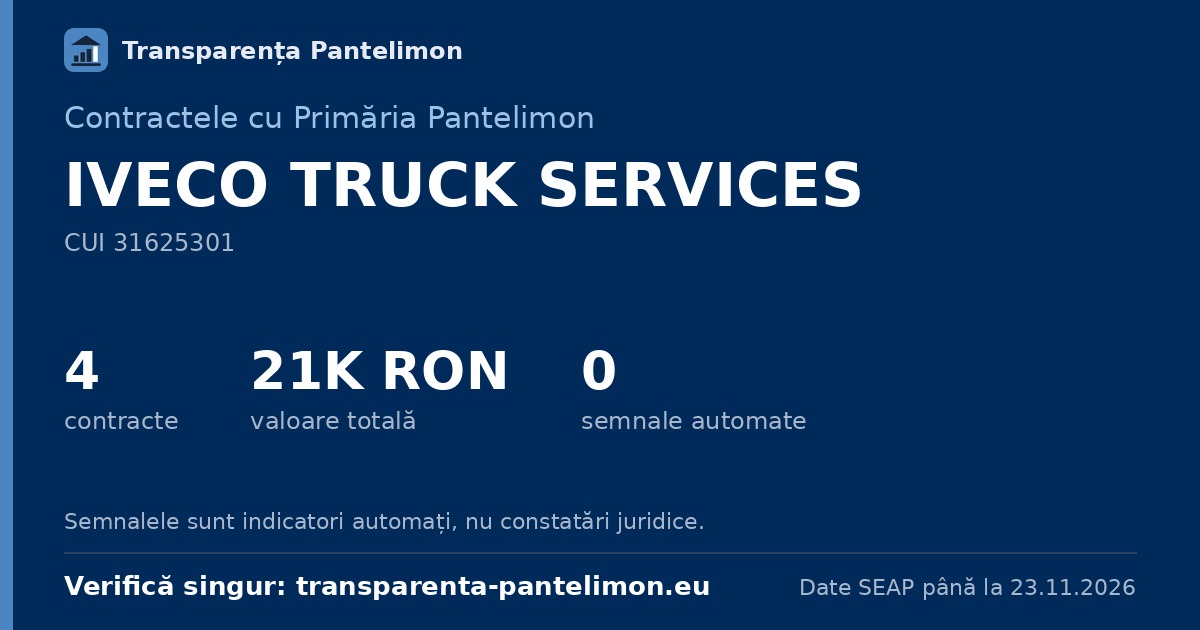 Transparența Pantelimon
Contractele cu Primăria Pantelimon
IVECO TRUCK SERVICES
CUI 31625301
4
contracte
21K RON
valoare totală
0
semnale automate
Semnalele sunt indicatori automați, nu constatări juridice.
Verifică singur: transparenta-pantelimon.eu
Date SEAP până la 23.11.2026